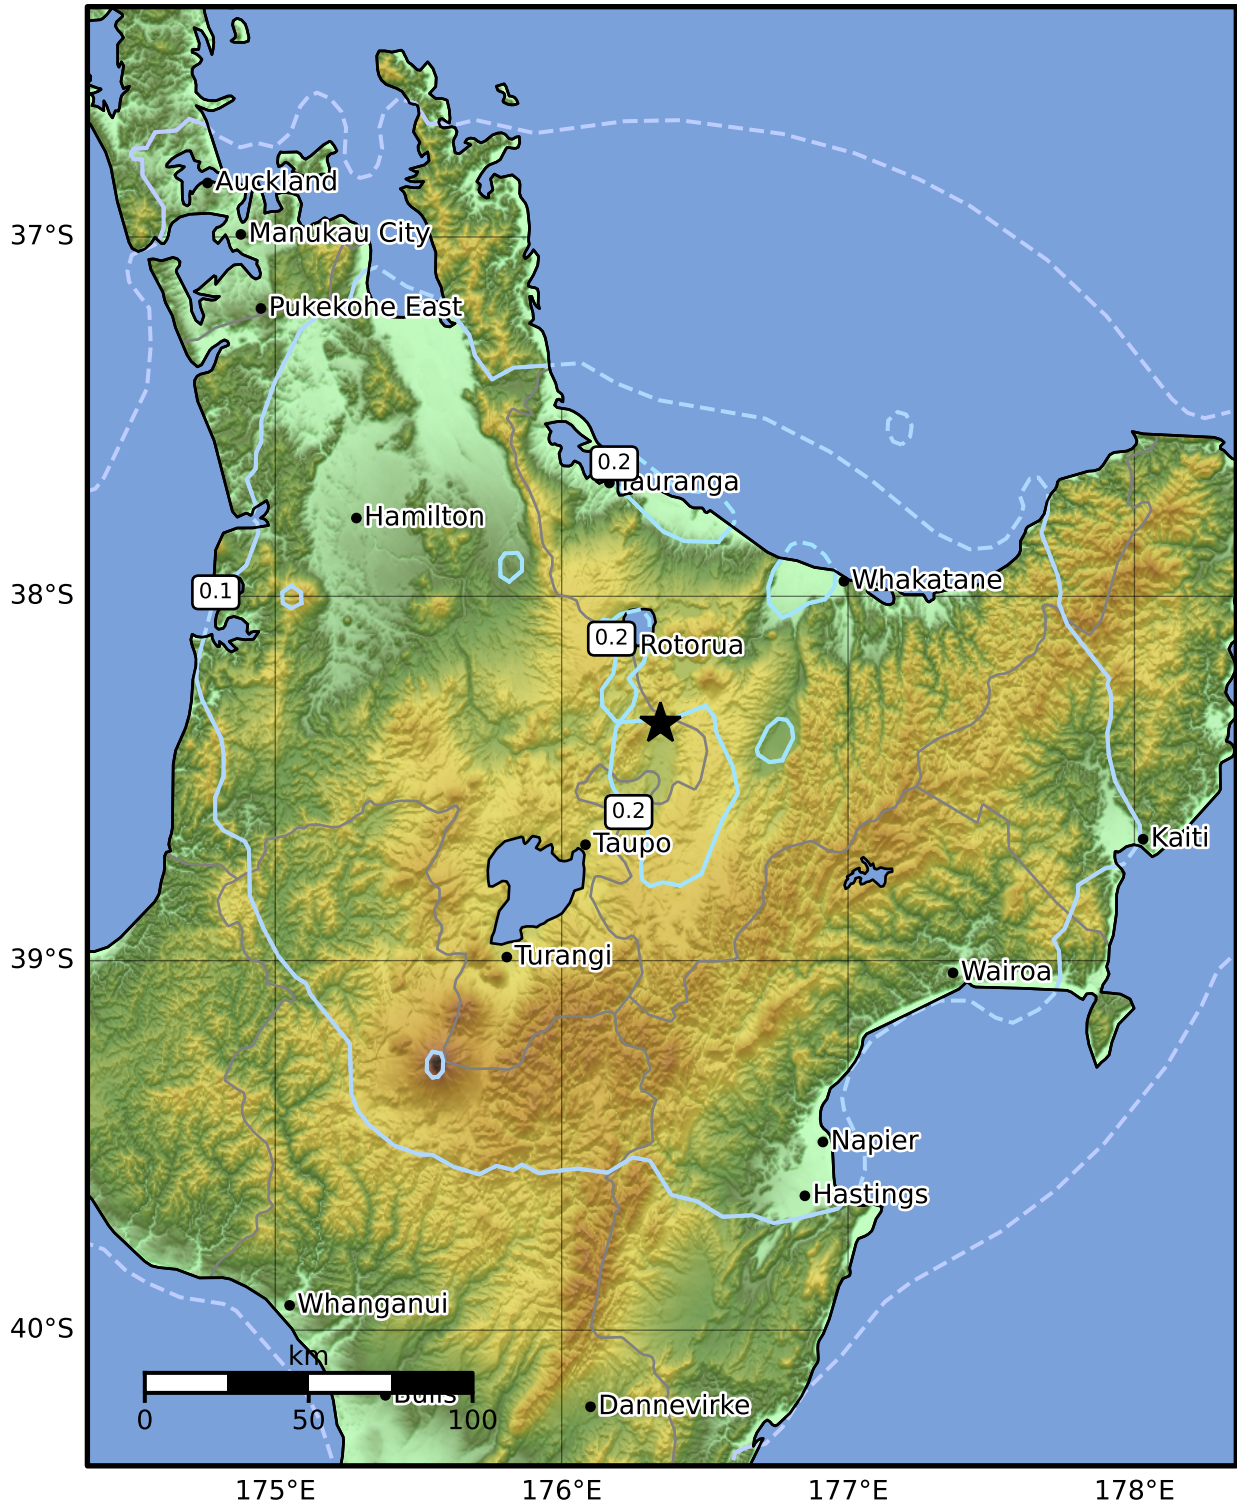 Auckland
37°S
Manukau City
Pukekohe East
0.2
Tauranga
Hamilton
Whakatane
0.1
38°S
0.2
Rotorua
0.2
Taupo
Kaiti
Turangi
39°S
Wairoa
Napier
Hastings
Whanganui
40°S
km
Bulls
Dannevirke
0 50 100
175°E 176°E 177°E 178°E